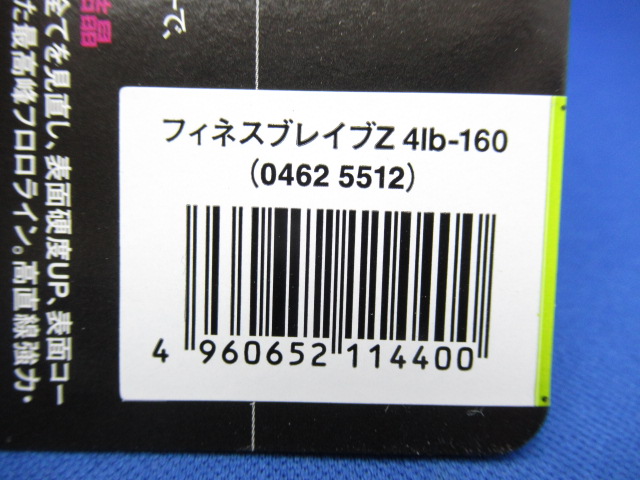 フィネスブレイブZ 4lb-160
(0462 5512)
4 960652 114400
結晶
全てを見直し、表面硬度UP、表面コー
た最高峰フロロライン。高直線強力・